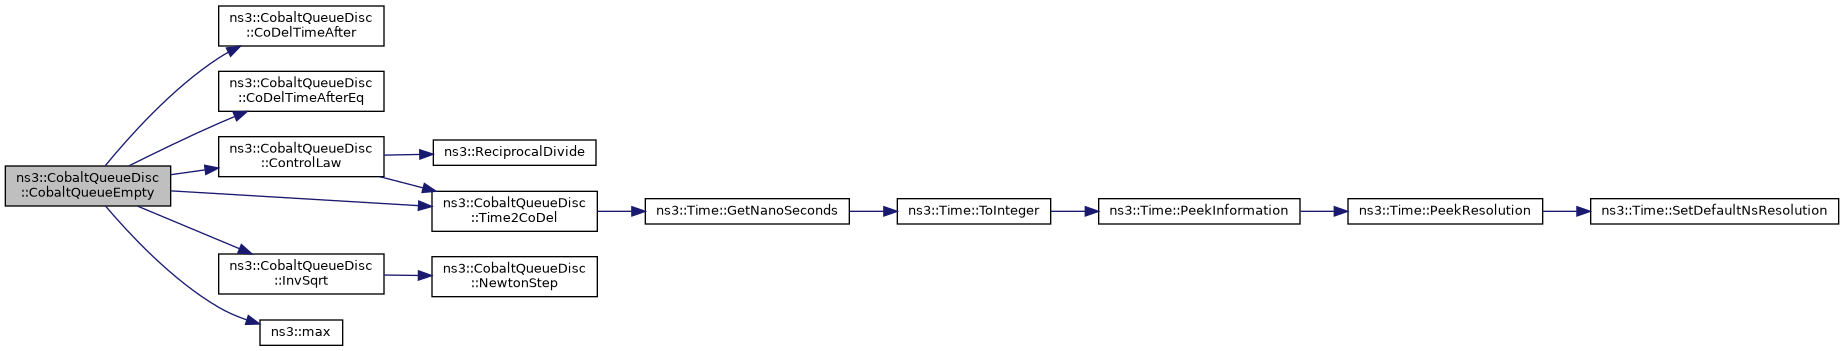 ns3::CobaltQueueDisc
::CobaltQueueEmpty
ns3::CobaltQueueDisc
::CoDelTimeAfter
ns3::CobaltQueueDisc
::CoDelTimeAfterEq
ns3::CobaltQueueDisc
::ControlLaw
ns3::ReciprocalDivide
ns3::CobaltQueueDisc
::Time2CoDel
ns3::Time::GetNanoSeconds
ns3::Time::ToInteger
ns3::Time::PeekInformation
ns3::Time::PeekResolution
ns3::Time::SetDefaultNsResolution
ns3::CobaltQueueDisc
::InvSqrt
ns3::CobaltQueueDisc
::NewtonStep
ns3::max